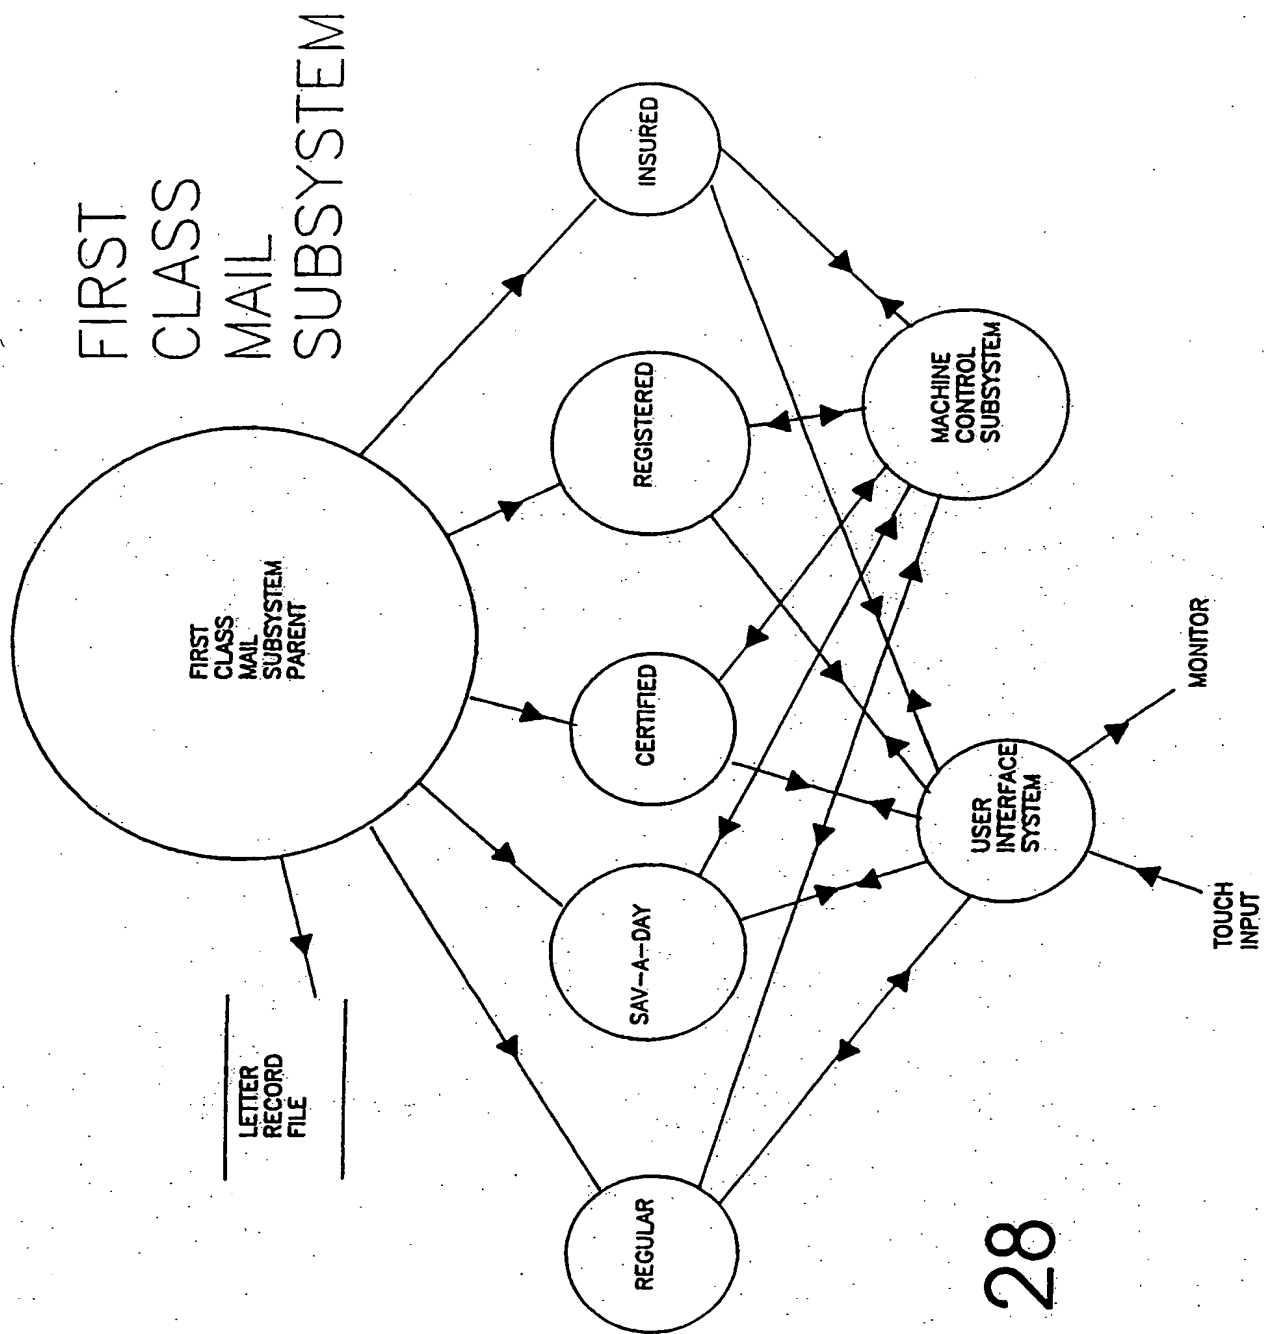 FIRST
CLASS
MAIL
SUBSYSTEM
FIRST
CLASS
MAIL
SUBSYSTEM
PARENT
LETTER
RECORD
FILE
REGULAR
SAV-A-DAY
CERTIFIED
REGISTERED
INSURED
USER
INTERFACE
SYSTEM
MACHINE
CONTROL
SUBSYSTEM
TOUCH
INPUT
MONITOR
28